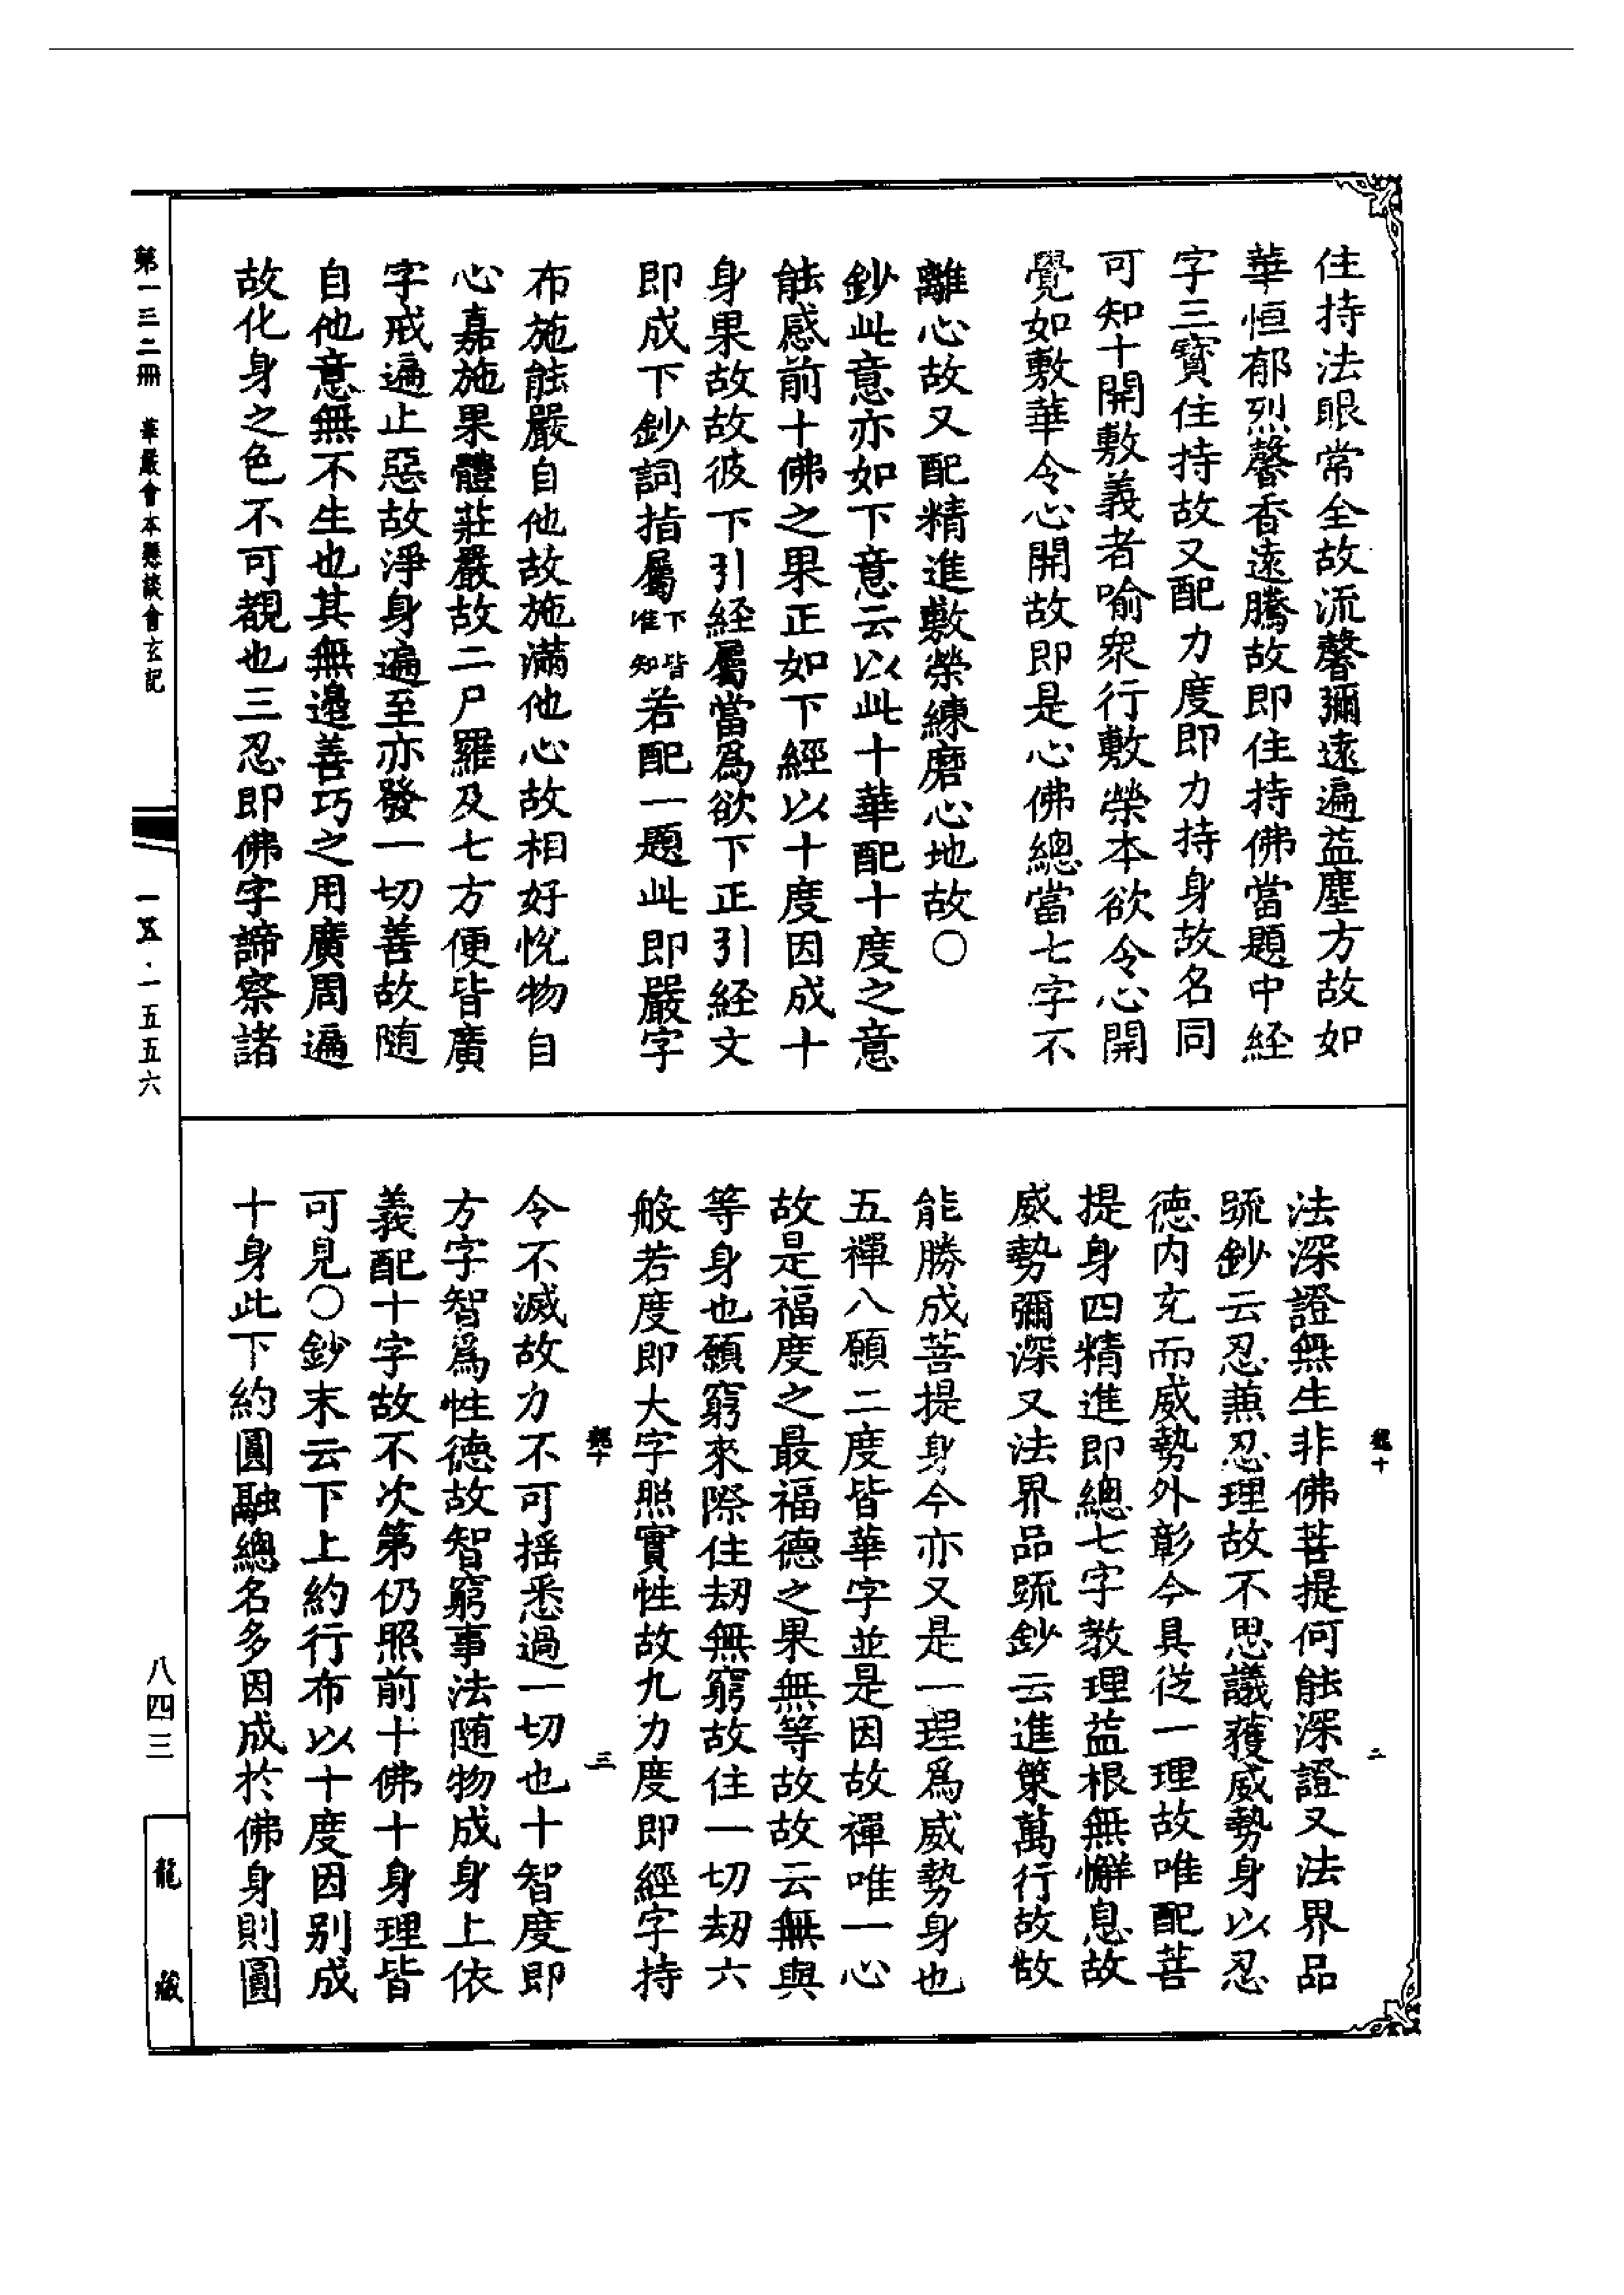 住持法眼常全故流馨彌遠遍益塵方故如
華恒郁烈馨香遠騰故即住持佛當題中経
字三寳住持故又配力度即力持身故名同
可知十開敷義者喻衆行敷榮本欲令心開
覺如敷華令心開故即是心佛總當七字不
離心故又配精進敷榮練磨心地故〇
鈔此意亦如下意云以此十華配十度之意
能感前十佛之果正如下經以十度因成十
身果故故彼下引経屬當為欲下正引経文
即成下鈔詞指屬下皆准知若配一題此即嚴字
布施能嚴自他故施滿他心故相好悅物自
心嘉施果體莊嚴故二尸羅及七方便皆廣
字戒遍止惡故淨身遍至亦發一切善故随
自他意無不生也其無邊善巧之用廣周遍
故化身之色不可覩也三忍即佛字諦察諸
法深證無生非佛菩提何能深證又法界品
䟽鈔云忍兼忍理故不思議獲威勢身以忍
徳内充而威勢外彰今具從一理故唯配菩
提身四精進即總七字教理益根無懈息故
威勢彌深又法界品䟽鈔云進策萬行故故
能勝成菩提身今亦又是一理為威勢身也
五禪八願二度皆華字並是因故禪唯一心
故是福度之最福德之果無等故故云無與
等身也願窮來際住劫無窮故住一切劫六
般若度即大字照實性故九力度即經字持
令不滅故力不可搖悉過一切也十智度即
方字智爲性德故智窮事法随物成身上依
義配十字故不次第仍照前十佛十身理皆
可見〇鈔末云下上約行布以十度因别成
十身此下約圓融總名多因成於佛身則圓
第一三二冊 華嚴會本懸談會玄記
一五五·一五五六
八四三
龍藏
二
三